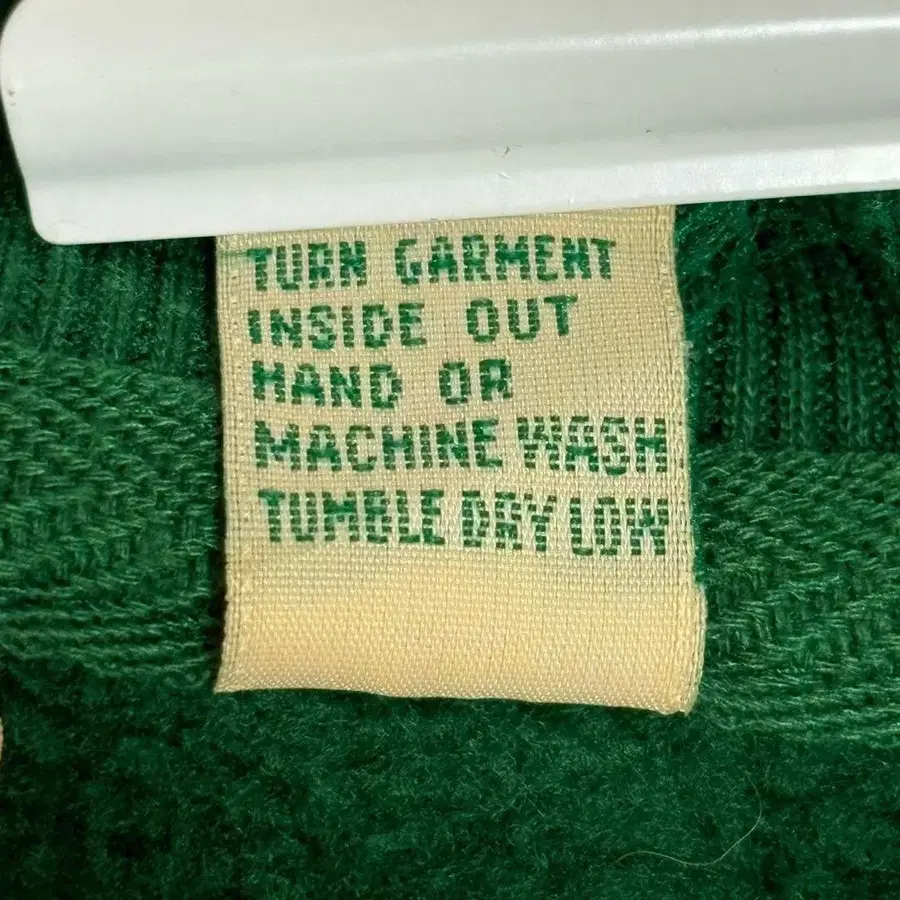 TURN GARMENT
INSIDE OUT
HAND OR
MACHINE WASH
TUMBLE DRY LOW